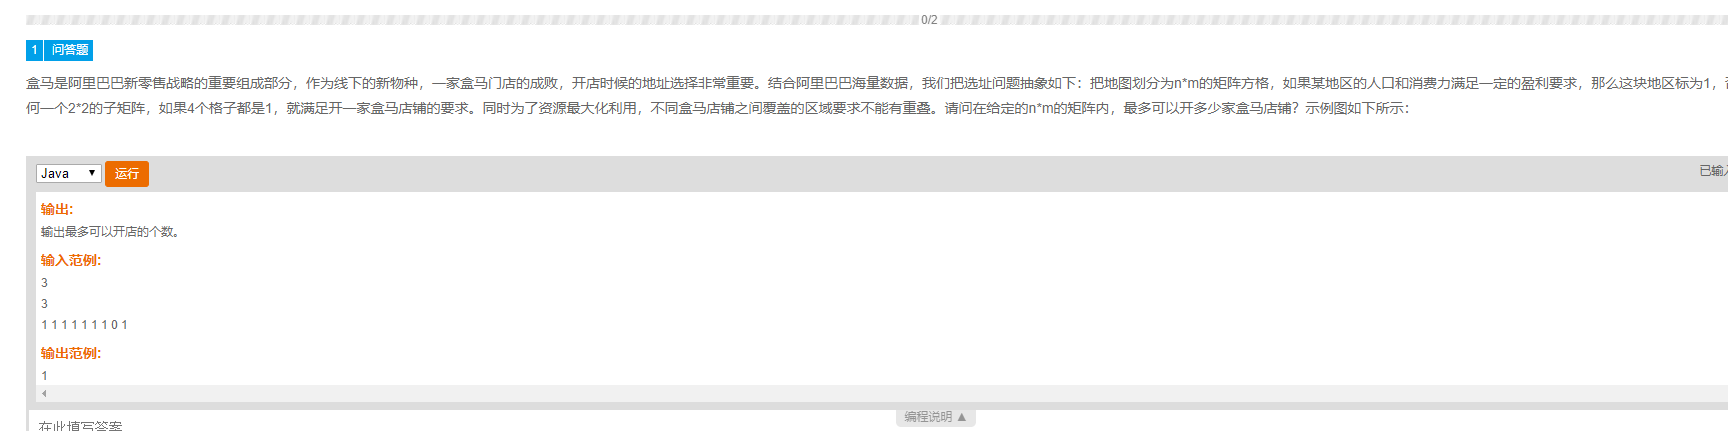 0/2
1 问答题
盒马是阿里巴巴新零售战略的重要组成部分，作为线下的新物种，一家盒马门店的成败，开店时候的地址选择非常重要。结合阿里巴巴海量数据，我们把选址问题抽象如下：把地图划分为n*m的矩阵方格，如果某地区的人口和消费力满足一定的盈利要求，那么这块地区标为1，
何一个2*2的子矩阵，如果4个格子都是1，就满足开一家盒马店铺的要求。同时为了资源最大化利用，不同盒马店铺之间覆盖的区域要求不能有重叠。请问在给定的n*m的矩阵内，最多可以开多少家盒马店铺？示例图如下所示：
Java ▼ 运行 已输入
输出:
输出最多可以开店的个数。
输入范例:
3
3
1 1 1 1 1 1 1 0 1
输出范例:
1
编程说明 ▲
在此填写答案